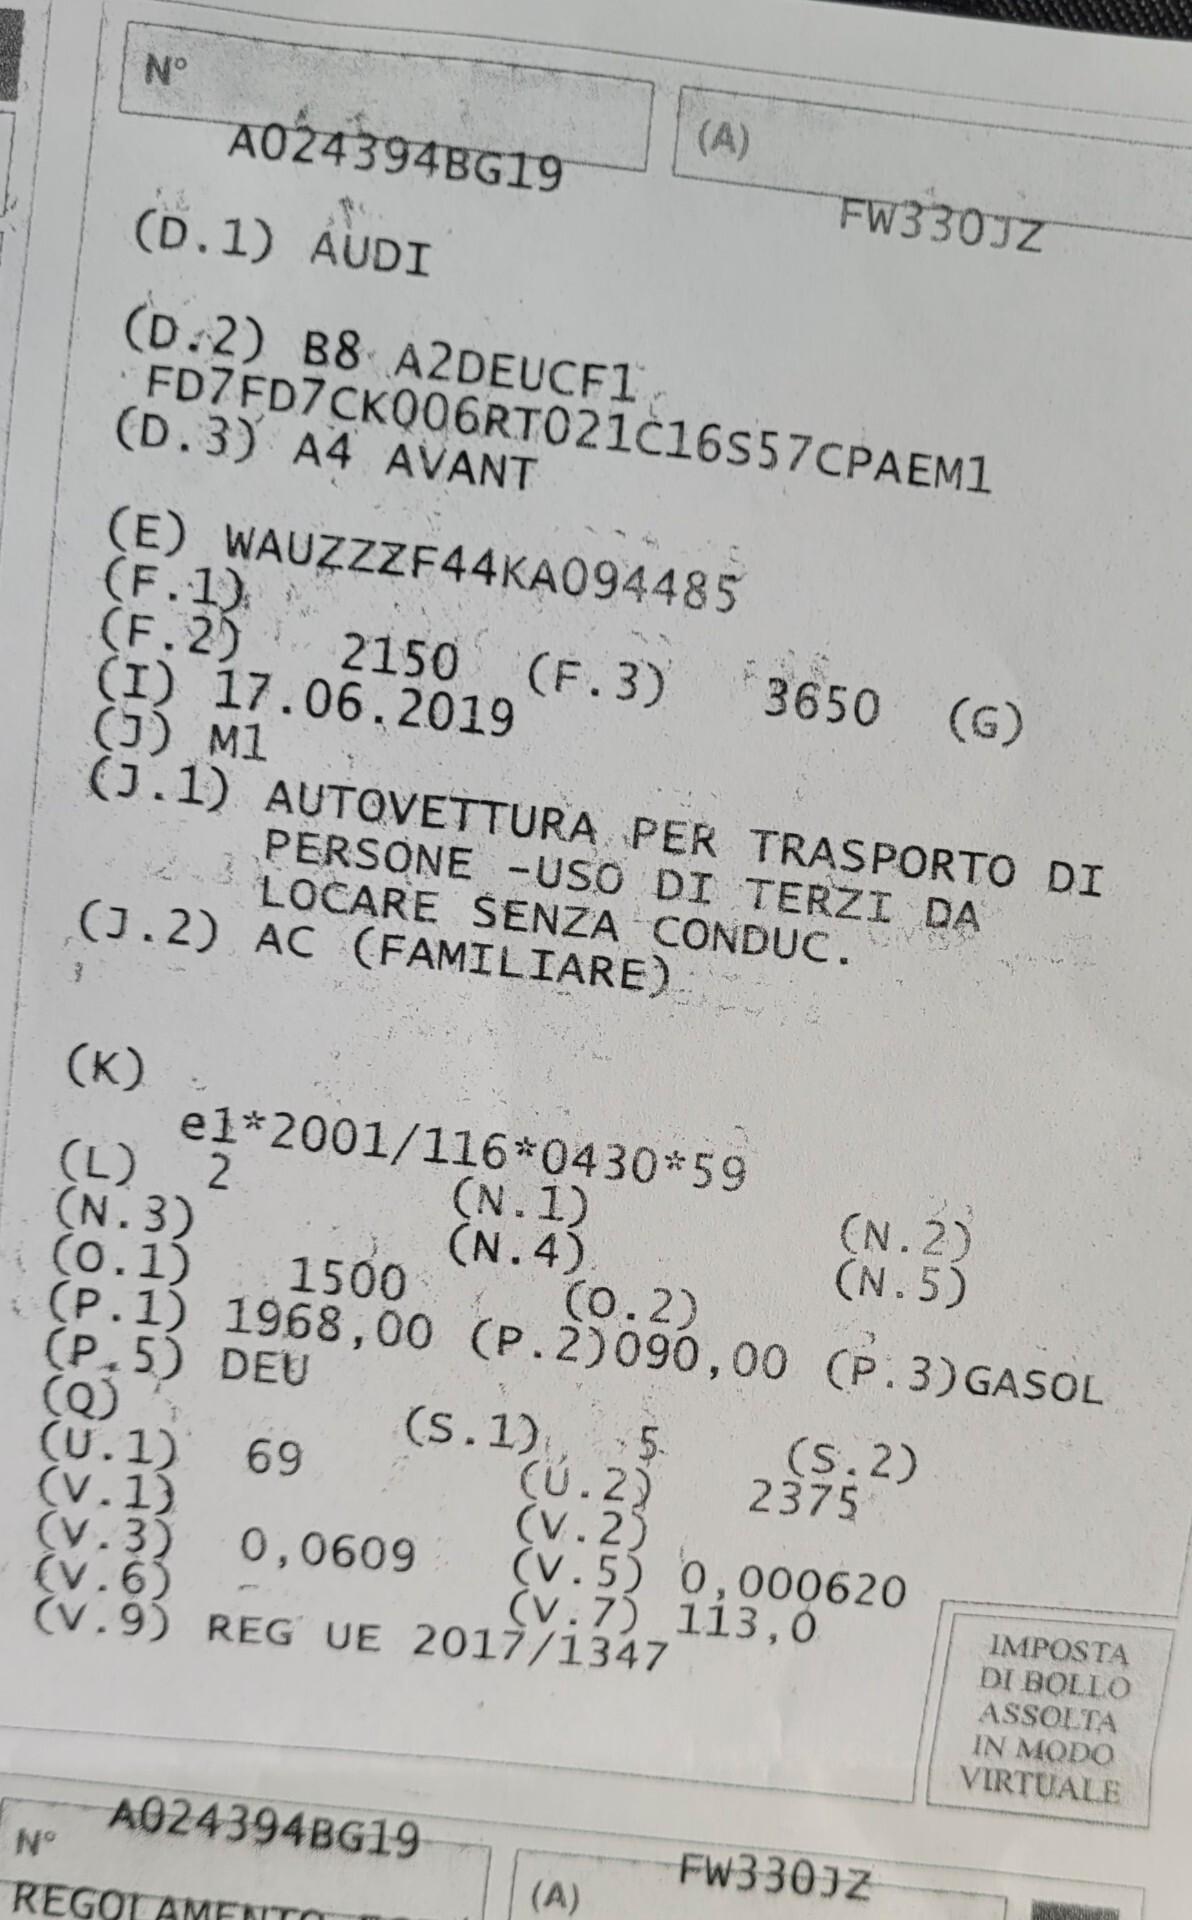 N°
A024394BG19
(A)
FW330JZ
(D.1) AUDI
(D.2) B8 A2DEUCF1
FD7FD7CK006RT021C16S57CPAEM1
(D.3) A4 AVANT
(E) WAUZZZF44KA094485
(F.1)
(F.2) 2150 (F.3) 3650 (G)
(I) 17.06.2019
(J) M1
(J.1) AUTOVETTURA PER TRASPORTO DI
PERSONE -USO DI TERZI DA
LOCARE SENZA CONDUC.
(J.2) AC (FAMILIARE)
(K)
e1*2001/116*0430*59
(L) 2 (N.1) (N.2)
(N.3) (N.4) (N.5)
(O.1) 1500 (O.2)
(P.1) 1968,00 (P.2)090,00 (P.3)GASOL
(P.5) DEU
(Q) (S.1) 5 (S.2)
(U.1) 69 (U.2) 2375
(V.1) (V.2)
(V.3) 0,0609 (V.5) 0,000620
(V.6) - (V.7) 113,0
(V.9) REG UE 2017/1347
IMPOSTA
DI BOLLO
ASSOLTA
IN MODO
VIRTUALE
N° A024394BG19
(A) FW330JZ
REGOLAMENTO